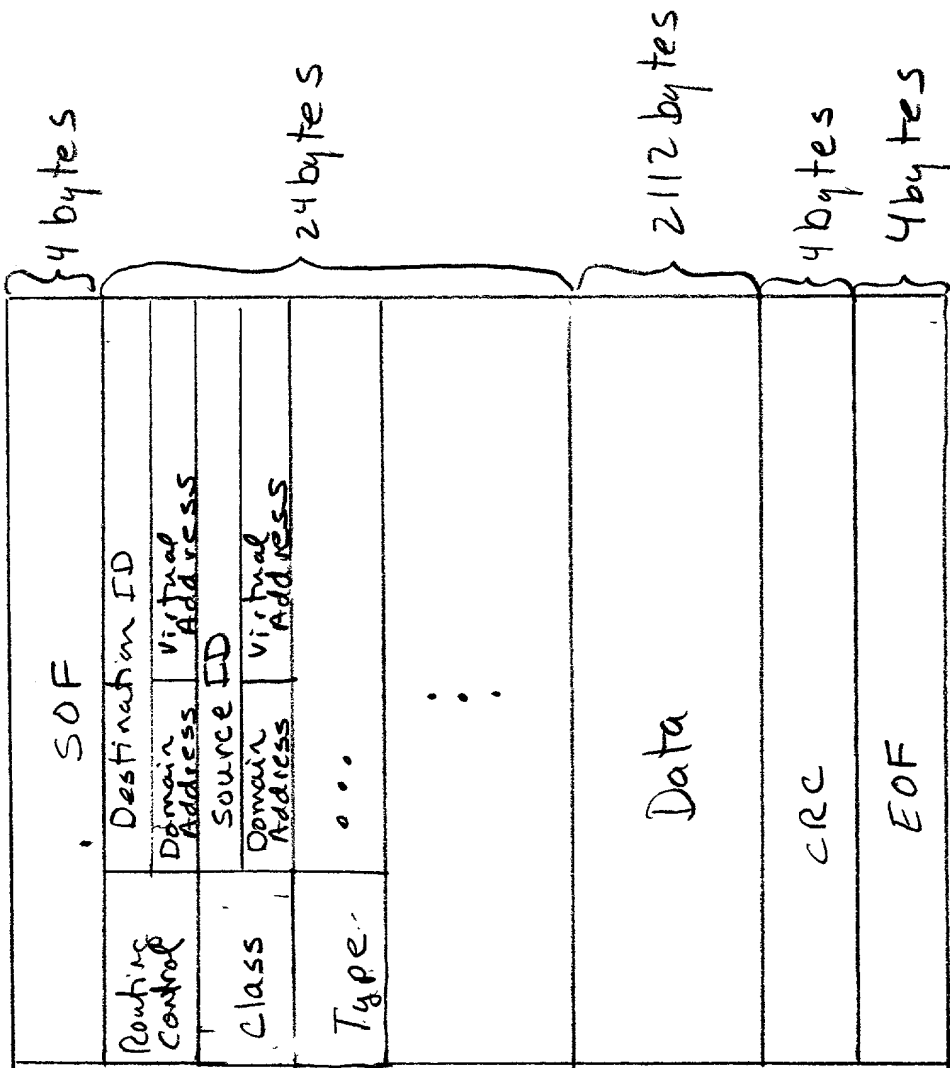 SOF
4 bytes
Routing Control
Destination ID
Domain Address
Virtual Address
Class
Source ID
Domain Address
Virtual Address
Type
...
24 bytes
...
Data
2112 bytes
CRC
4 bytes
EOF
4 bytes